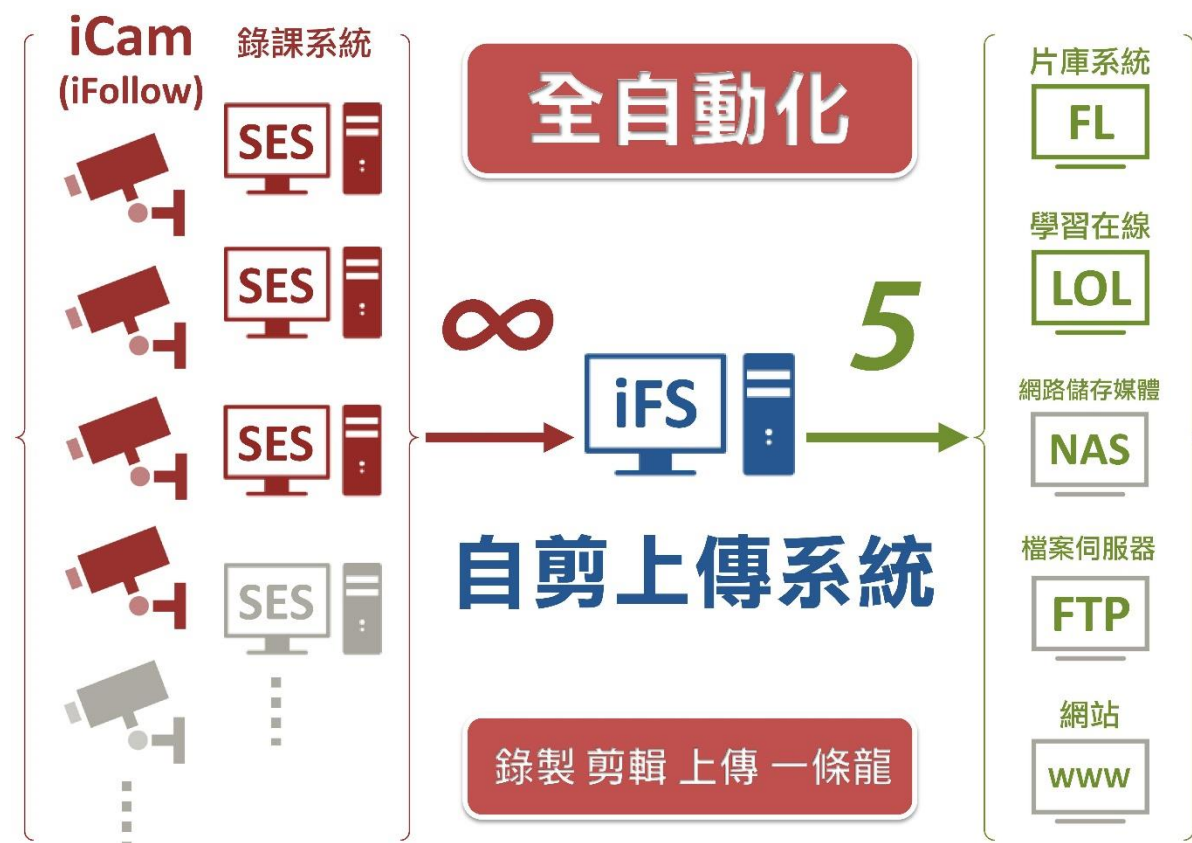 iCam
(iFollow)
錄課系統
SES
SES
SES
SES
全自動化
∞
iFS
5
自剪上傳系統
錄製 剪輯 上傳 一條龍
片庫系統
FL
學習在線
LOL
網路儲存媒體
NAS
檔案伺服器
FTP
網站
WWW